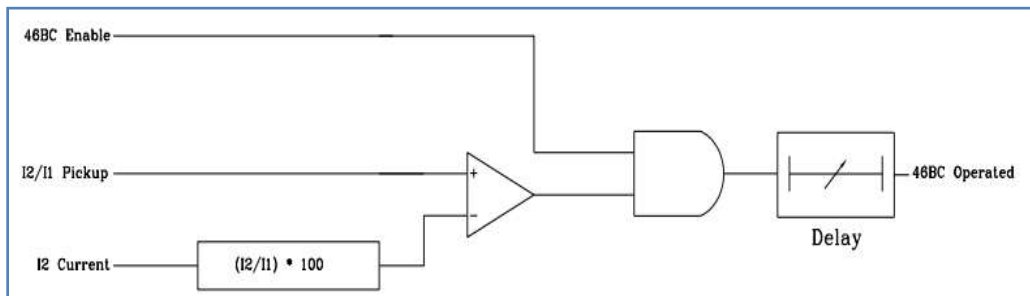 46BC Enable
I2/I1 Pickup
+
−
46BC Operated
Delay
I2 Current
(I2/I1) * 100